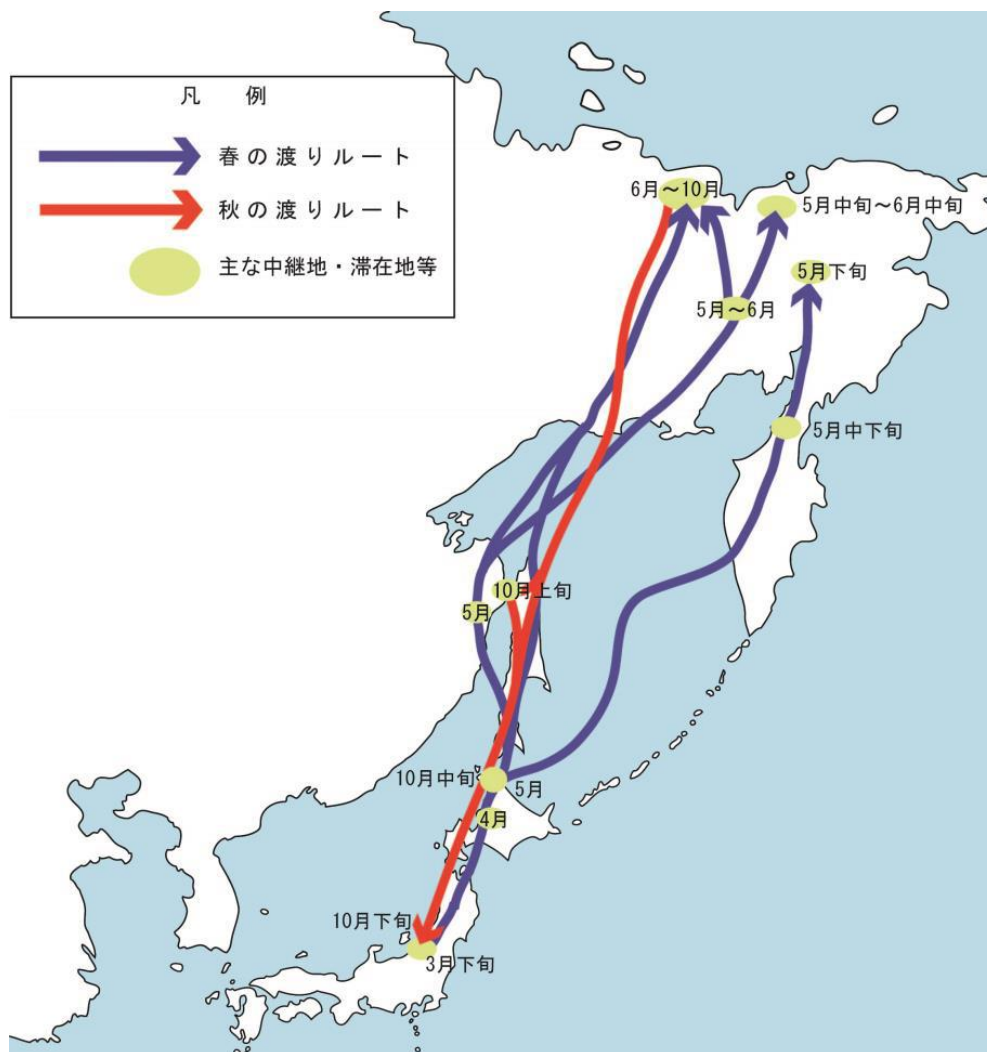 凡 例
春の渡りルート
秋の渡りルート
主な中継地・滞在地等
6月～10月
5月中旬～6月中旬
5月下旬
5月～6月
5月中下旬
10月上旬
5月
10月中旬
5月
4月
10月下旬
3月下旬